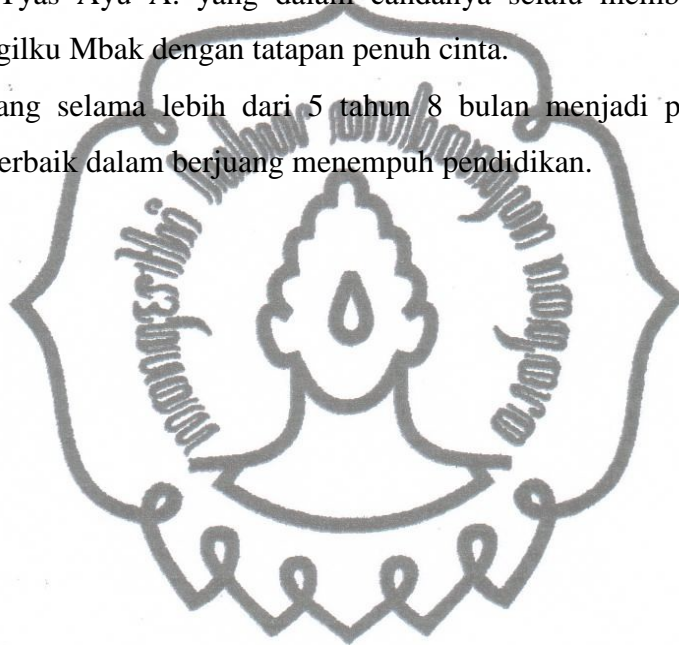 Tyas Ayu A. yang dalam candanya selalu memb
gilku Mbak dengan tatapan penuh cinta.
ang selama lebih dari 5 tahun 8 bulan menjadi p
erbaik dalam berjuang menempuh pendidikan.